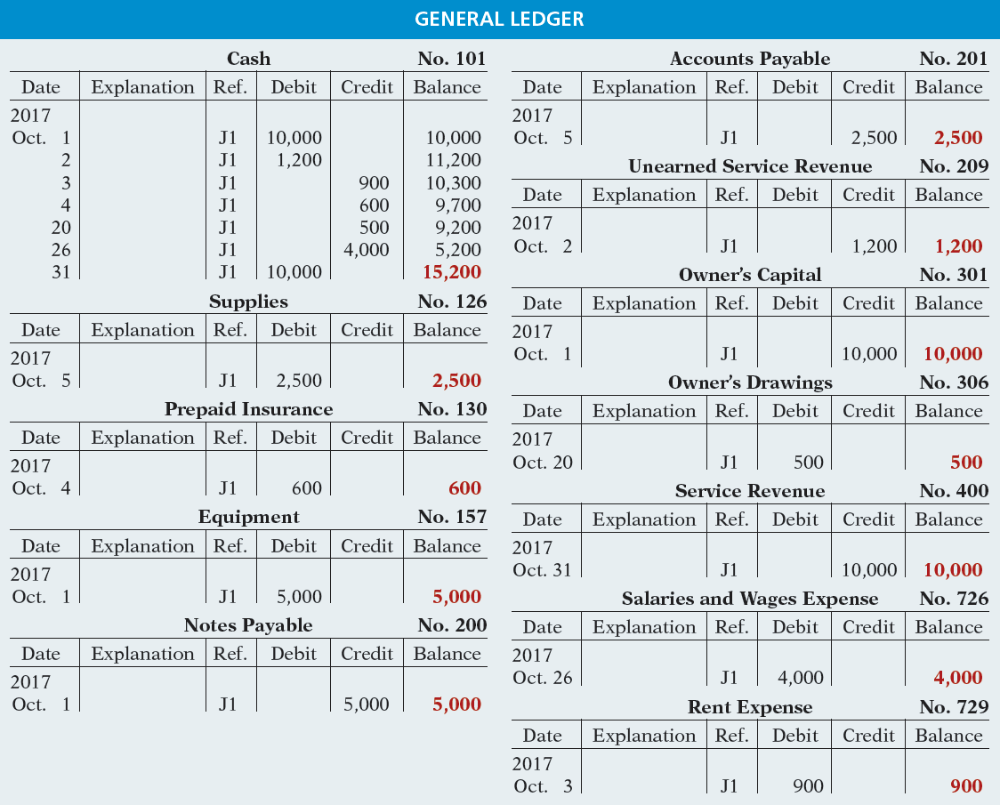 GENERAL LEDGER
Cash No. 101
Date Explanation Ref. Debit Credit Balance
2017
Oct. 1 J1 10,000 10,000
2 J1 1,200 11,200
3 J1 900 10,300
4 J1 600 9,700
20 J1 500 9,200
26 J1 4,000 5,200
31 J1 10,000 15,200
Supplies No. 126
Date Explanation Ref. Debit Credit Balance
2017
Oct. 5 J1 2,500 2,500
Prepaid Insurance No. 130
Date Explanation Ref. Debit Credit Balance
2017
Oct. 4 J1 600 600
Equipment No. 157
Date Explanation Ref. Debit Credit Balance
2017
Oct. 1 J1 5,000 5,000
Notes Payable No. 200
Date Explanation Ref. Debit Credit Balance
2017
Oct. 1 J1 5,000 5,000
Accounts Payable No. 201
Date Explanation Ref. Debit Credit Balance
2017
Oct. 5 J1 2,500 2,500
Unearned Service Revenue No. 209
Date Explanation Ref. Debit Credit Balance
2017
Oct. 2 J1 1,200 1,200
Owner's Capital No. 301
Date Explanation Ref. Debit Credit Balance
2017
Oct. 1 J1 10,000 10,000
Owner's Drawings No. 306
Date Explanation Ref. Debit Credit Balance
2017
Oct. 20 J1 500 500
Service Revenue No. 400
Date Explanation Ref. Debit Credit Balance
2017
Oct. 31 J1 10,000 10,000
Salaries and Wages Expense No. 726
Date Explanation Ref. Debit Credit Balance
2017
Oct. 26 J1 4,000 4,000
Rent Expense No. 729
Date Explanation Ref. Debit Credit Balance
2017
Oct. 3 J1 900 900